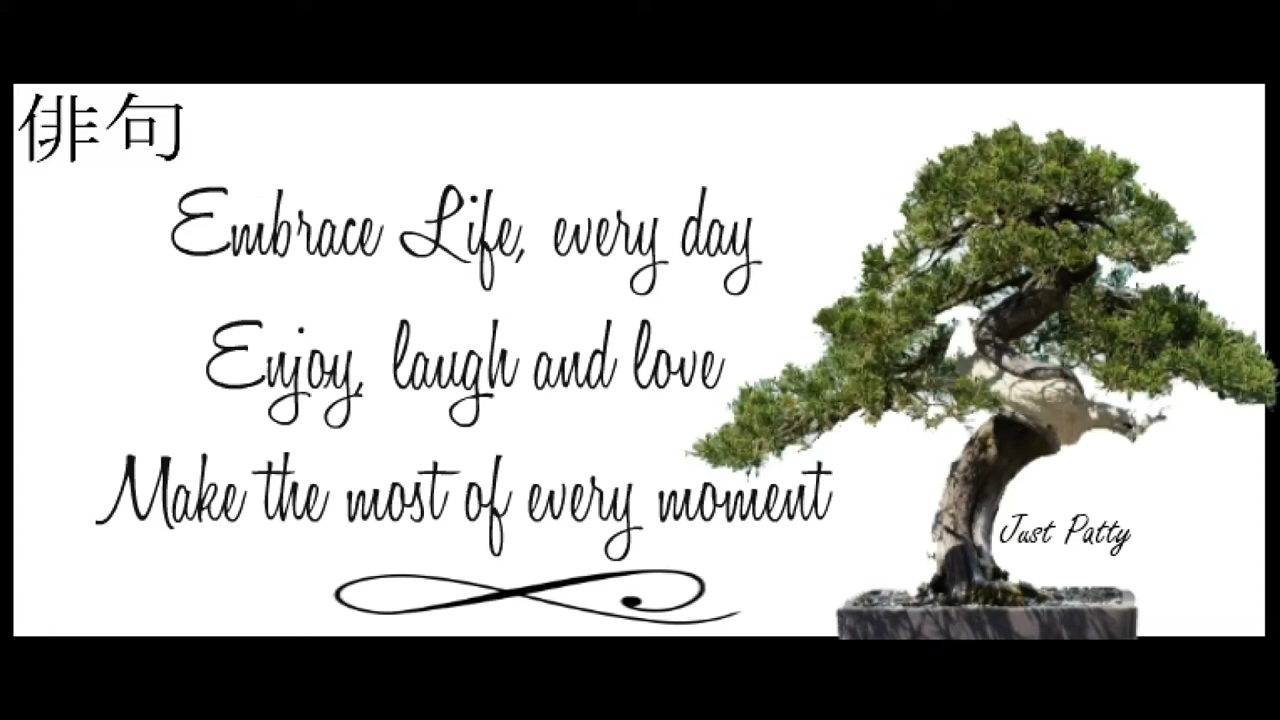 俳句
Embrace Life, every day
Enjoy, laugh and love
Make the most of every moment
Just Patty